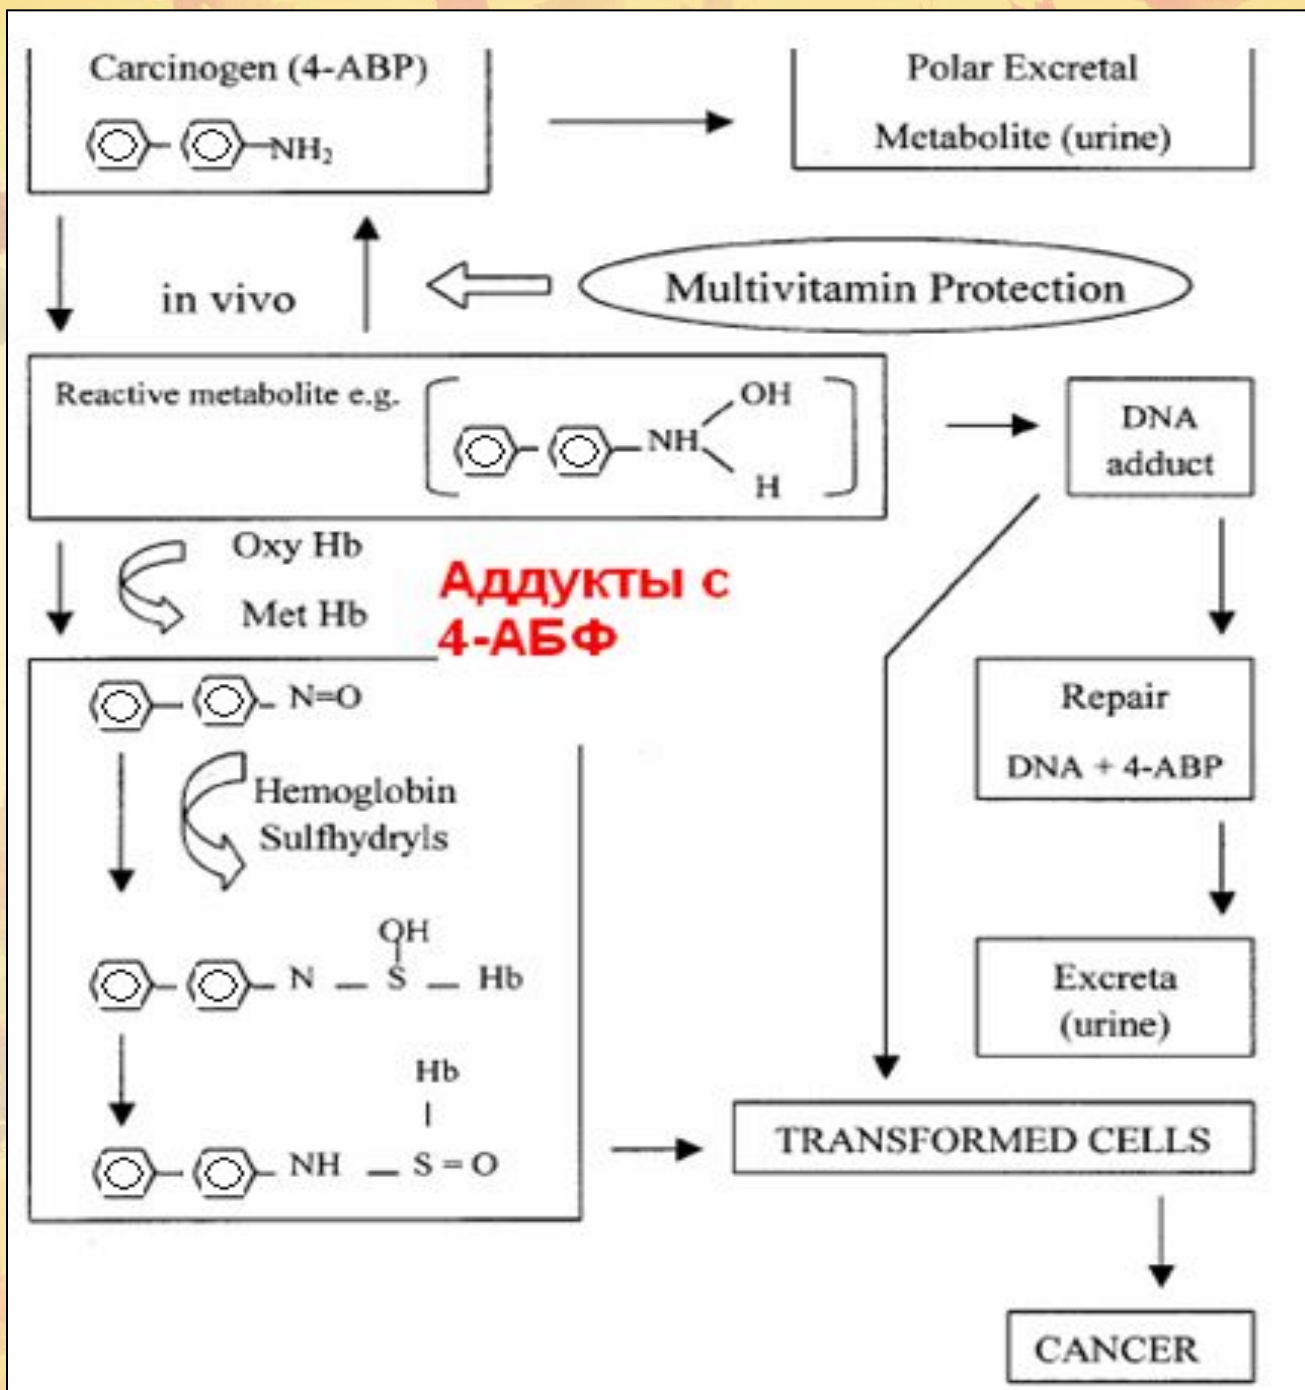 Carcinogen (4-ABP)
NH2
Polar Excretal
Metabolite (urine)
in vivo
Multivitamin Protection
Reactive metabolite e.g.
OH
NH
H
DNA
adduct
Oxy Hb
Met Hb
Аддукты с
4-АБФ
N=O
Hemoglobin
Sulfhydryls
Repair
DNA + 4-ABP
OH
N — S — Hb
Excreta
(urine)
Hb
NH — S = O
TRANSFORMED CELLS
CANCER